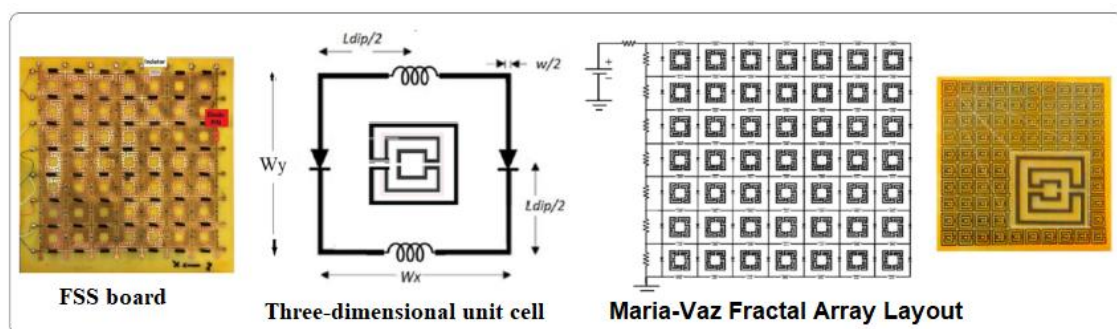 Ldip/2
w/2
Wy
Ldip/2
Wx
+
−
FSS board
Three-dimensional unit cell
Maria-Vaz Fractal Array Layout